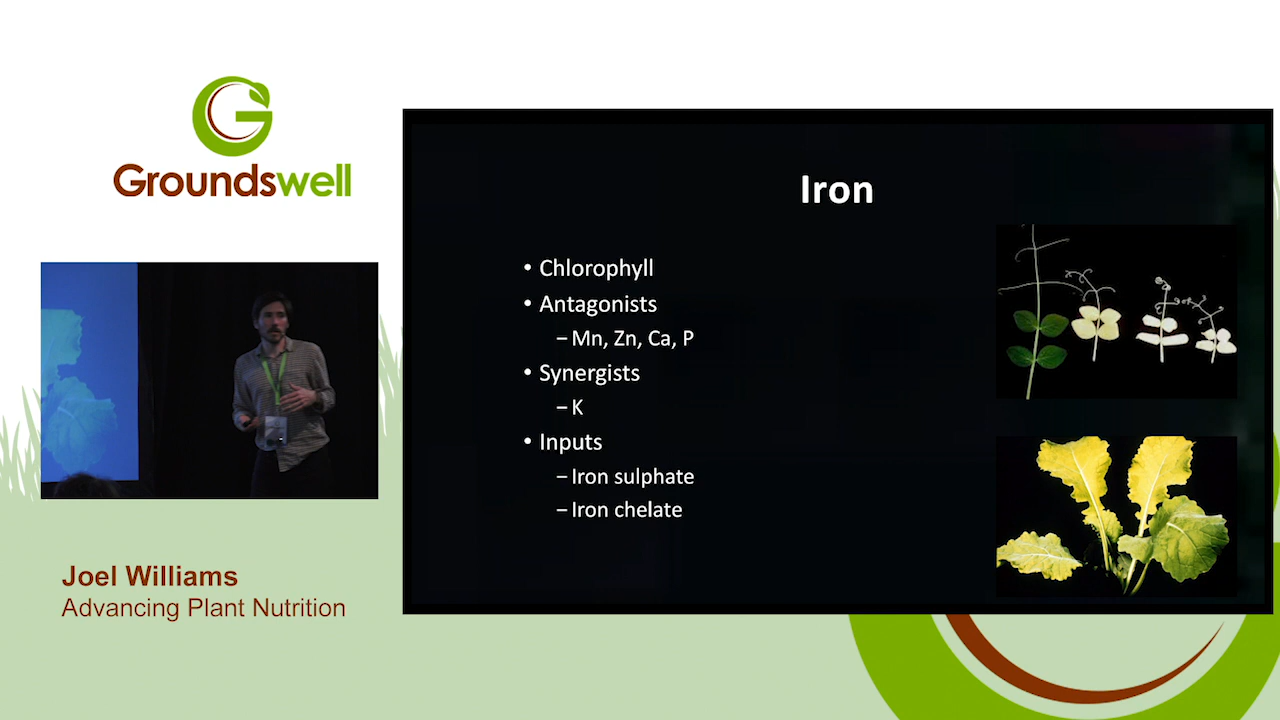 Groundswell
Iron
• Chlorophyll
• Antagonists
– Mn, Zn, Ca, P
• Synergists
– K
• Inputs
– Iron sulphate
– Iron chelate
Joel Williams
Advancing Plant Nutrition